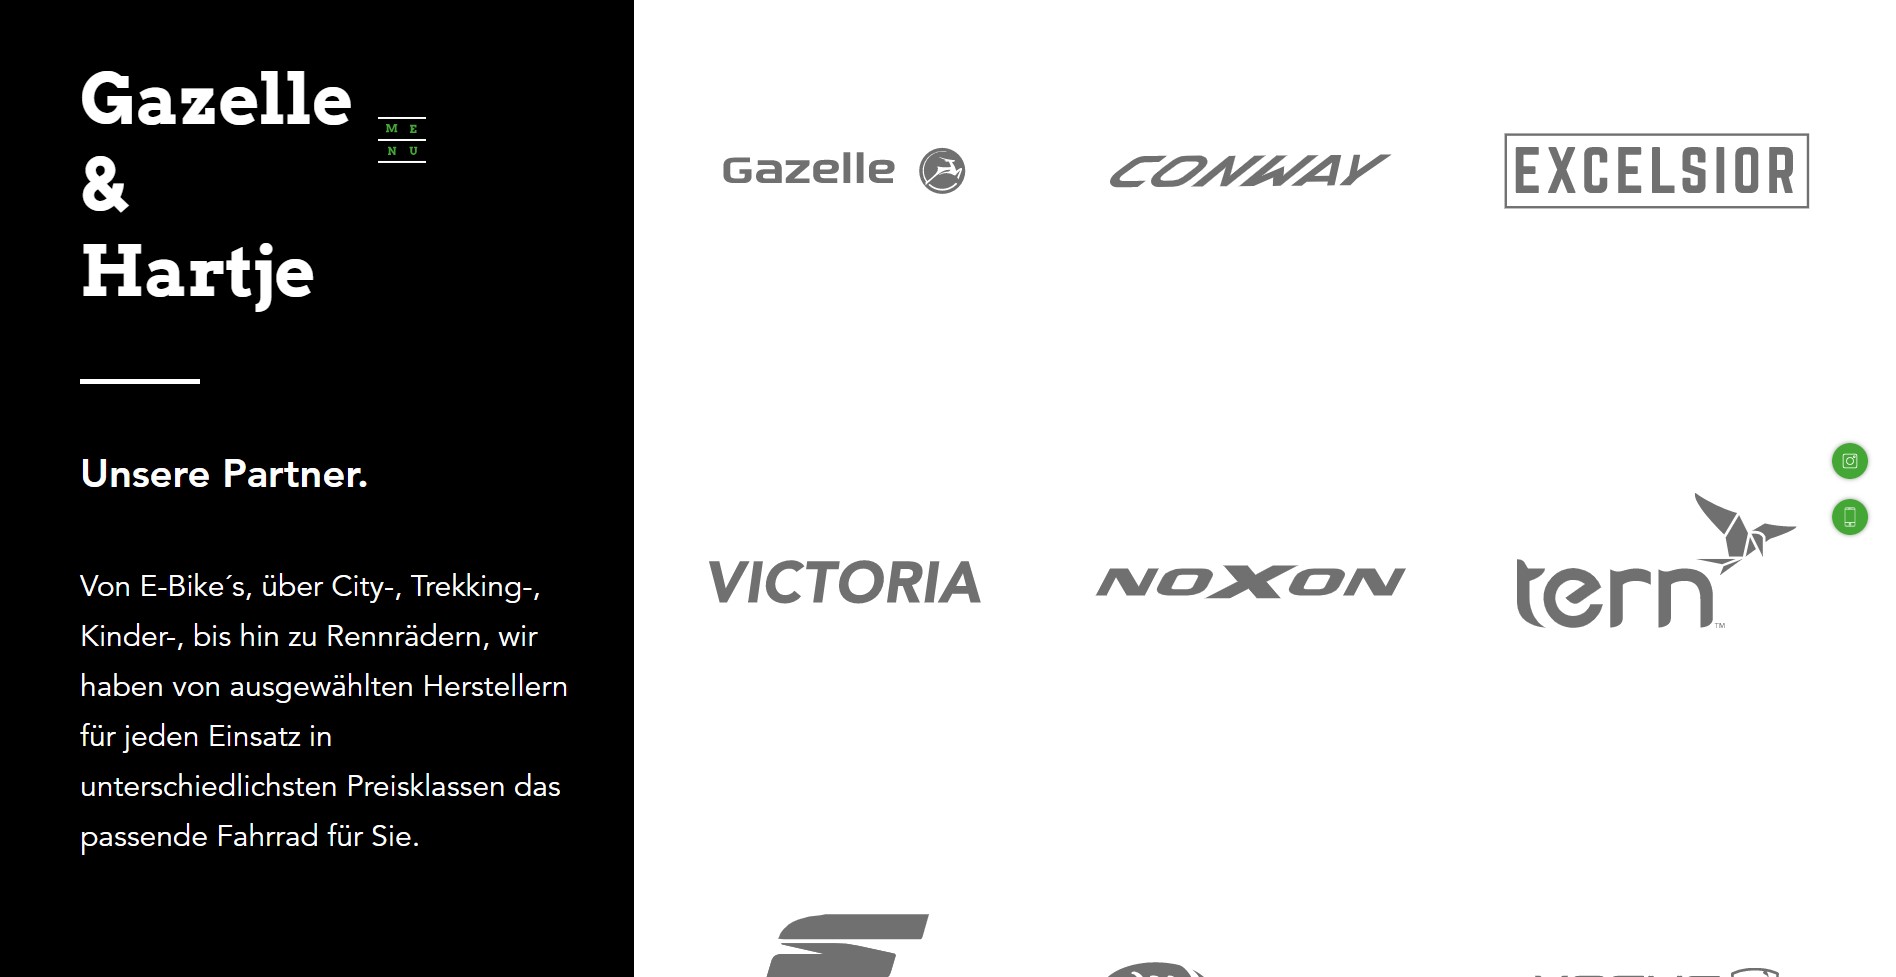 Gazelle
&
Hartje
M E
N U
Unsere Partner.
Von E-Bike´s, über City-, Trekking-,
Kinder-, bis hin zu Rennrädern, wir
haben von ausgewählten Herstellern
für jeden Einsatz in
unterschiedlichsten Preisklassen das
passende Fahrrad für Sie.
Gazelle
CONWAY
EXCELSIOR
VICTORIA
NOXON
tern™